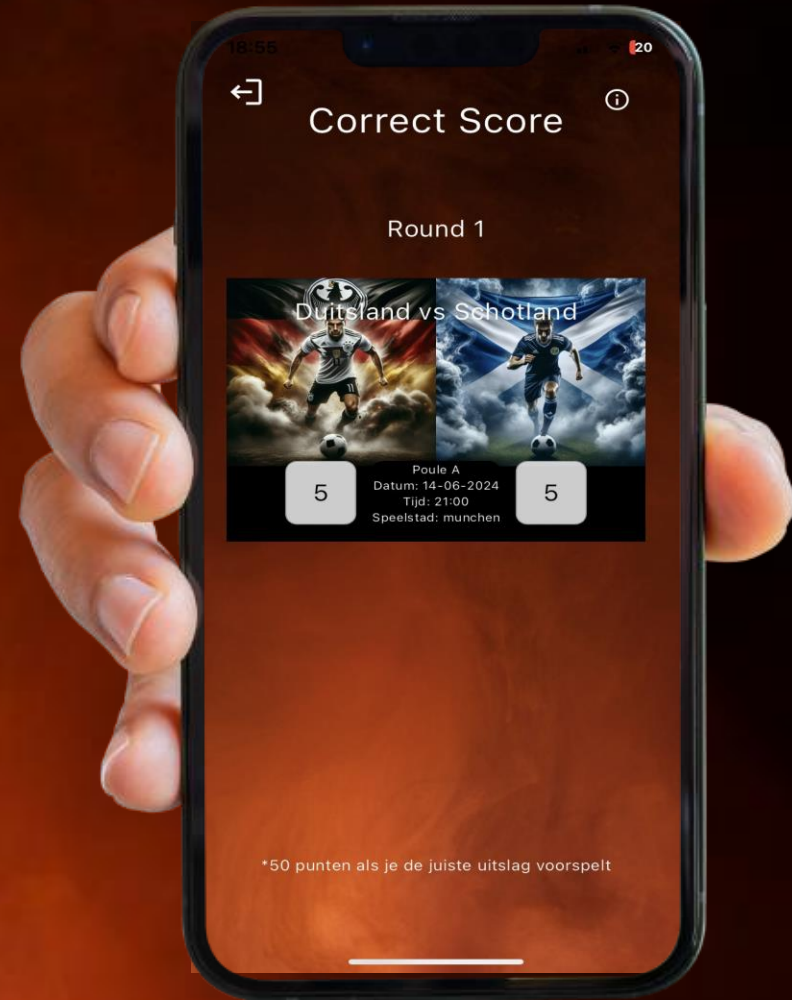 18:55
20
Correct Score
Round 1
Duitsland vs Schotland
5
Poule A
Datum: 14-06-2024
Tijd: 21:00
Speelstad: munchen
5
*50 punten als je de juiste uitslag voorspelt